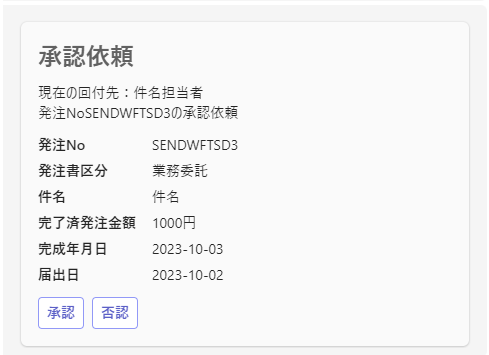 承認依頼
現在の回付先：件名担当者
発注NoSENDWFTSD3の承認依頼
発注No SENDWFTSD3
発注書区分 業務委託
件名 件名
完了済発注金額 1000円
完成年月日 2023-10-03
届出日 2023-10-02
承認 否認